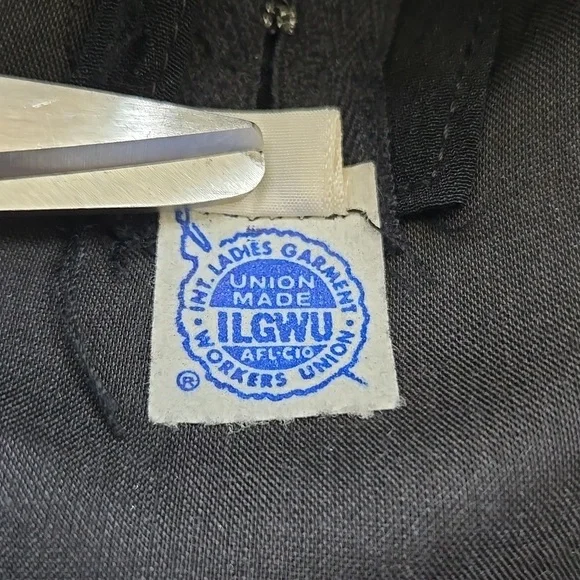 INT. LADIES GARMENT
UNION
MADE
ILGWU
AFL·CIO
· WORKERS UNION ·
®